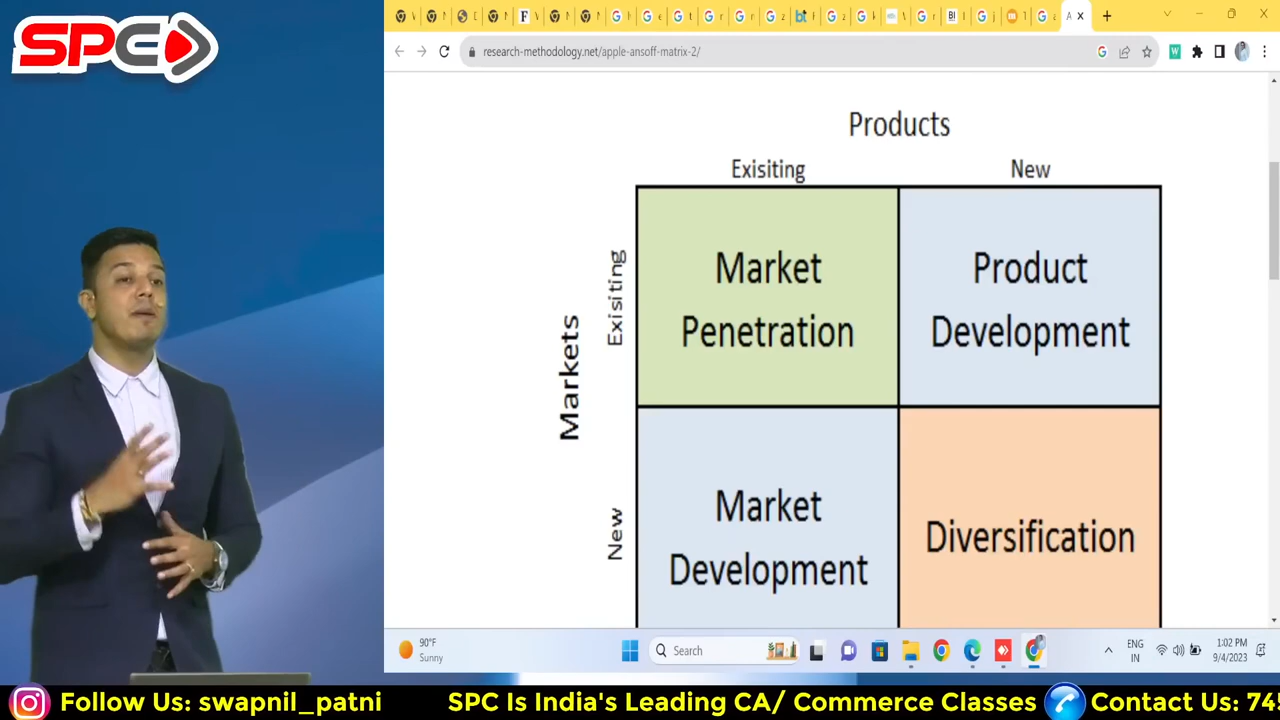 SPC
research-methodology.net/apple-ansoff-matrix-2/
Products
Exisiting
New
Markets
Exisiting
New
Market
Penetration
Product
Development
Market
Development
Diversification
90°F
Sunny
Search
ENG
IN
1:02 PM
9/4/2023
Follow Us: swapnil_patni
SPC Is India's Leading CA/ Commerce Classes
Contact Us: 74